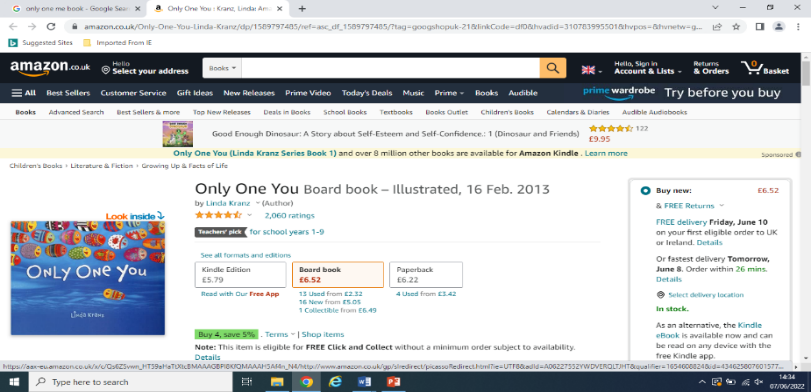 only one me book - Google Sear
Only One You : Kranz, Linda: Am
amazon.co.uk/Only-One-You-Linda-Kranz/dp/1589797485/ref=asc_df_1589797485/?tag=googshopuk-21&linkCode=df0&hvadid=310783995501&hvpos=&hvnetw=g...
Suggested Sites Imported From IE
amazon.co.uk Hello Select your address Books Hello, Sign in Account & Lists Returns & Orders 0 Basket
All Best Sellers Customer Service Gift Ideas New Releases Prime Video Today's Deals Music Prime Books Audible prime wardrobe Try before you buy
Books Advanced Search Best Sellers & more Top New Releases Deals in Books School Books Textbooks Books Outlet Children's Books Calendars & Diaries Audible Audiobooks
Good Enough Dinosaur: A Story about Self-Esteem and Self-Confidence.: 1 (Dinosaur and Friends) 122
£9.95
Only One You (Linda Kranz Series Book 1) and over 8 million other books are available for Amazon Kindle . Learn more
Sponsored
Children's Books › Literature & Fiction › Growing Up & Facts of Life
Look inside
ONLY ONE YOU
LINDA KRANZ
Only One You Board book – Illustrated, 16 Feb. 2013
by Linda Kranz (Author)
2,060 ratings
Teachers' pick for school years 1-9
See all formats and editions
Kindle Edition
£5.79
Board book
£6.52
Paperback
£6.22
Read with Our Free App
13 Used from £2.32
16 New from £5.05
1 Collectible from £6.49
4 Used from £3.42
Buy 4, save 5% . Terms | Shop items
Note: This item is eligible for FREE Click and Collect without a minimum order subject to availability.
Details
Buy new: £6.52
& FREE Returns
FREE delivery Friday, June 10
on your first eligible order to UK
or Ireland. Details
Or fastest delivery Tomorrow,
June 8. Order within 26 mins.
Details
Select delivery location
In stock.
As an alternative, the Kindle
eBook is available now and can
be read on any device with the
free Kindle app.
Type here to search
14:34
07/06/2022